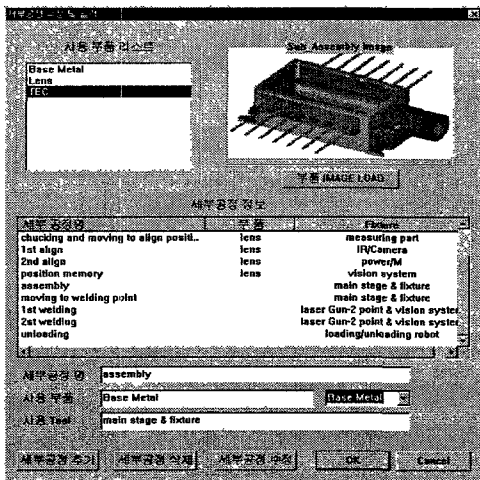 사용 부품 리스트
Sub_Assembly Image
Base Metal
Lens
TEC
부품 IMAGE LOAD
세부공정 정보
세부공정명 부 품 Fixture
chucking and moving to align positi.. lens measuring part
1st align lens IR/Camera
2nd align lens power/M
position memory lens vision system
assembly main stage & fixture
moving to welding point main stage & fixture
1st welding laser Gun-2 point & vision syster
2st welding laser Gun-2 point & vision syster
unloading loading/unloading robot
세부공정 명 assembly
사용 부품 Base Metal Base Metal
사용 Tool main stage & fixture
세부공정 추가 세부공정 삭제 세부공정 수정 OK Cancel